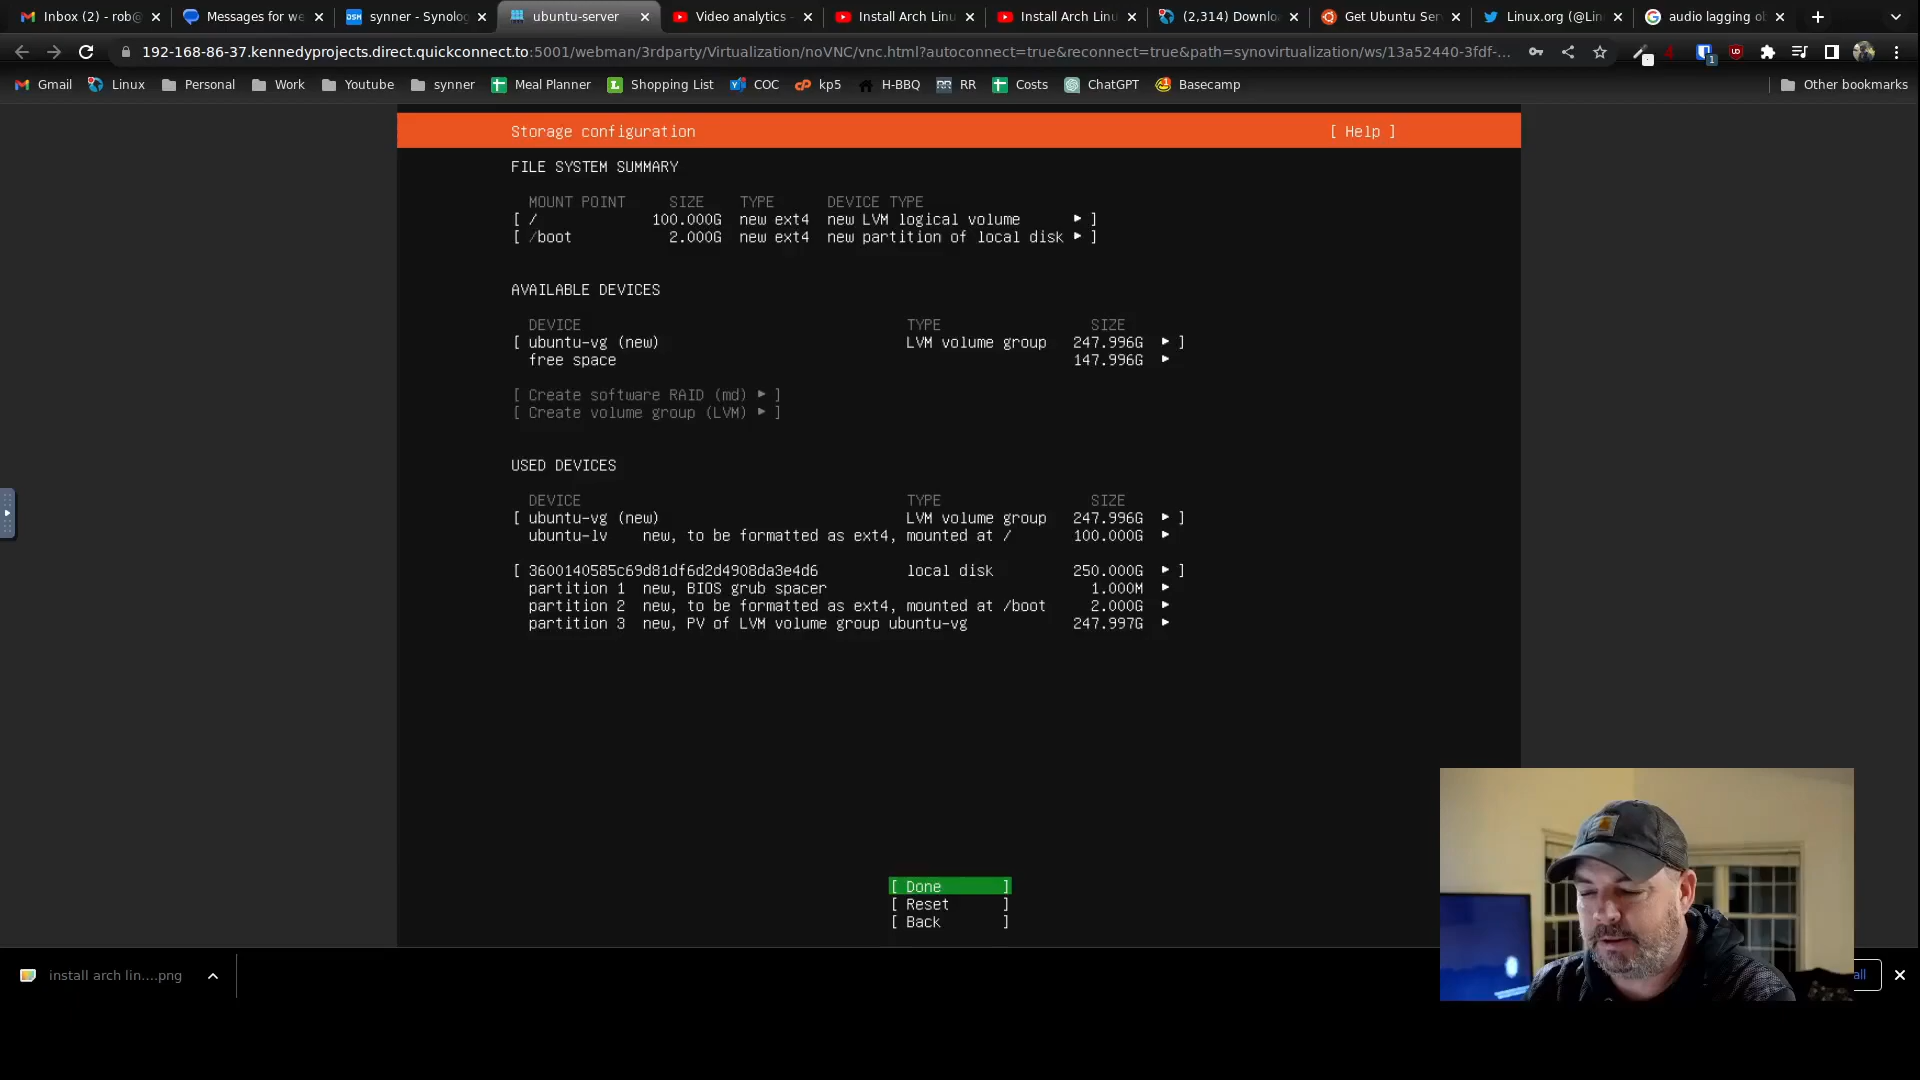 Inbox (2) - rob@
Messages for we
synner - Synolog
ubuntu-server
Video analytics -
Install Arch Linu
Install Arch Linu
(2,314) Downlo
Get Ubuntu Ser
Linux.org (@Lin
audio lagging ob
192-168-86-37.kennedyprojects.direct.quickconnect.to:5001/webman/3rdparty/Virtualization/noVNC/vnc.html?autoconnect=true&reconnect=true&path=synovirtualization/ws/13a52440-3fdf-...
Gmail Linux Personal Work Youtube synner Meal Planner Shopping List COC kp5 H-BBQ RR Costs ChatGPT Basecamp Other bookmarks
Storage configuration [ Help ]
FILE SYSTEM SUMMARY
MOUNT POINT SIZE TYPE DEVICE TYPE
[ / 100.000G new ext4 new LVM logical volume ▸ ]
[ /boot 2.000G new ext4 new partition of local disk ▸ ]
AVAILABLE DEVICES
DEVICE TYPE SIZE
[ ubuntu-vg (new) LVM volume group 247.996G ▸ ]
free space 147.996G ▸
[ Create software RAID (md) ▸ ]
[ Create volume group (LVM) ▸ ]
USED DEVICES
DEVICE TYPE SIZE
[ ubuntu-vg (new) LVM volume group 247.996G ▸ ]
ubuntu-lv new, to be formatted as ext4, mounted at / 100.000G ▸
[ 3600140585c69d81df6d2d4908da3e4d6 local disk 250.000G ▸ ]
partition 1 new, BIOS grub spacer 1.000M ▸
partition 2 new, to be formatted as ext4, mounted at /boot 2.000G ▸
partition 3 new, PV of LVM volume group ubuntu-vg 247.997G ▸
[ Done ]
[ Reset ]
[ Back ]
install arch lin....png
all